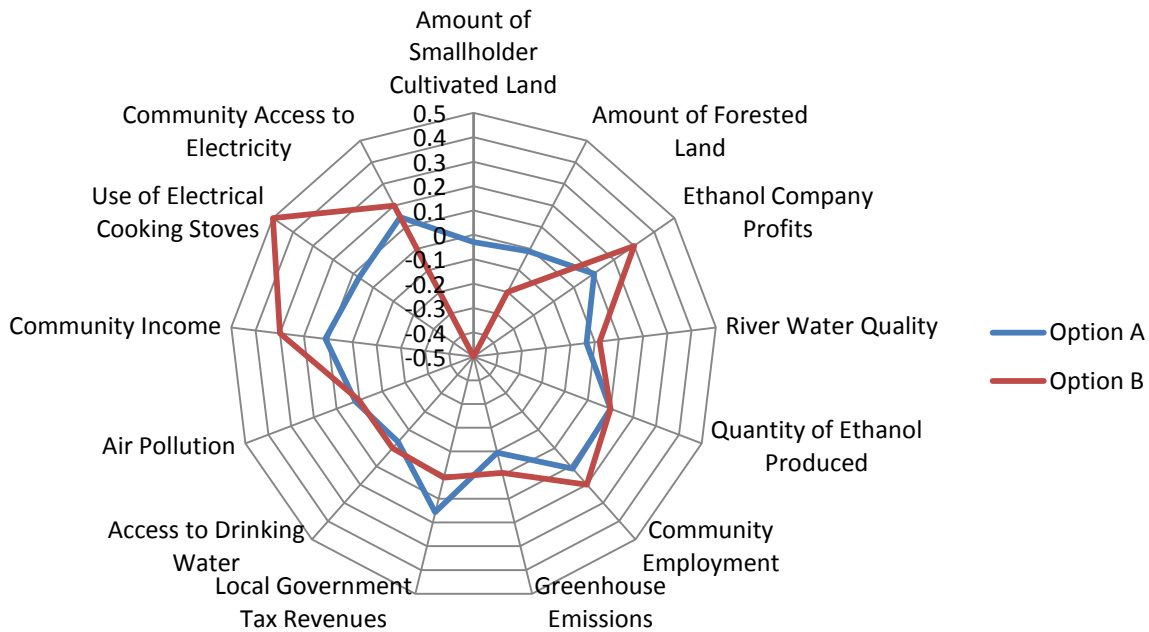 Amount of
Smallholder
Cultivated Land
Amount of Forested
Land
Ethanol Company
Profits
River Water Quality
Quantity of Ethanol
Produced
Community
Employment
Greenhouse
Emissions
Local Government
Tax Revenues
Access to Drinking
Water
Air Pollution
Community Income
Use of Electrical
Cooking Stoves
Community Access to
Electricity
0.5
0.4
0.3
0.2
0.1
0
-0.1
-0.2
-0.3
-0.4
-0.5
Option A
Option B